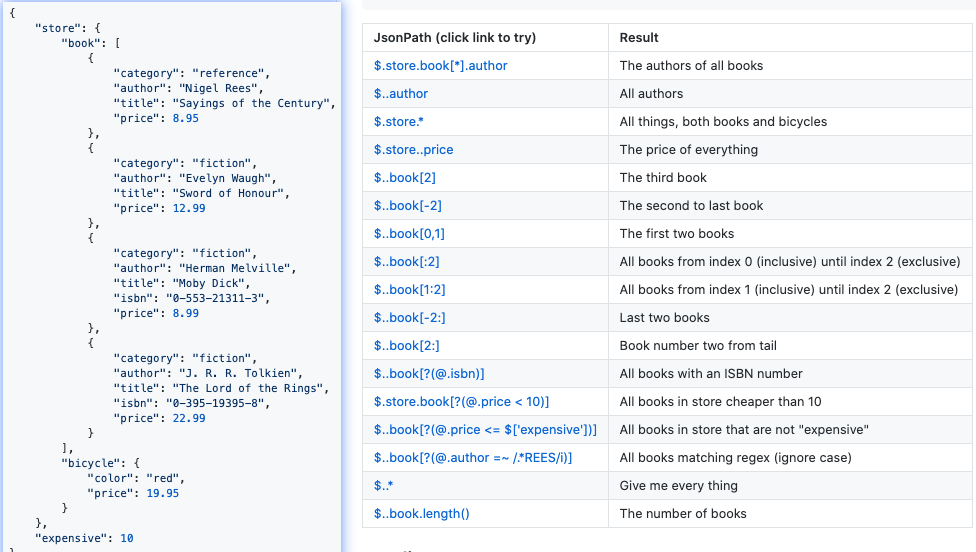 {
"store": {
"book": [
{
"category": "reference",
"author": "Nigel Rees",
"title": "Sayings of the Century",
"price": 8.95
},
{
"category": "fiction",
"author": "Evelyn Waugh",
"title": "Sword of Honour",
"price": 12.99
},
{
"category": "fiction",
"author": "Herman Melville",
"title": "Moby Dick",
"isbn": "0-553-21311-3",
"price": 8.99
},
{
"category": "fiction",
"author": "J. R. R. Tolkien",
"title": "The Lord of the Rings",
"isbn": "0-395-19395-8",
"price": 22.99
}
],
"bicycle": {
"color": "red",
"price": 19.95
}
},
"expensive": 10
}
JsonPath (click link to try) Result
$.store.book[*].author The authors of all books
$..author All authors
$.store.* All things, both books and bicycles
$.store..price The price of everything
$..book[2] The third book
$..book[-2] The second to last book
$..book[0,1] The first two books
$..book[:2] All books from index 0 (inclusive) until index 2 (exclusive)
$..book[1:2] All books from index 1 (inclusive) until index 2 (exclusive)
$..book[-2:] Last two books
$..book[2:] Book number two from tail
$..book[?(@.isbn)] All books with an ISBN number
$.store.book[?(@.price < 10)] All books in store cheaper than 10
$..book[?(@.price <= $['expensive'])] All books in store that are not "expensive"
$..book[?(@.author =~ /.*REES/i)] All books matching regex (ignore case)
$..* Give me every thing
$..book.length() The number of books